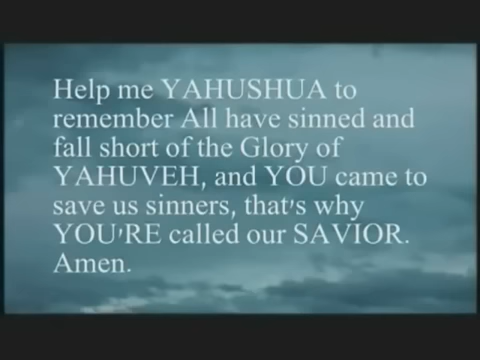 Help me YAHUSHUA to
remember All have sinned and
fall short of the Glory of
YAHUVEH, and YOU came to
save us sinners, that's why
YOU'RE called our SAVIOR.
Amen.